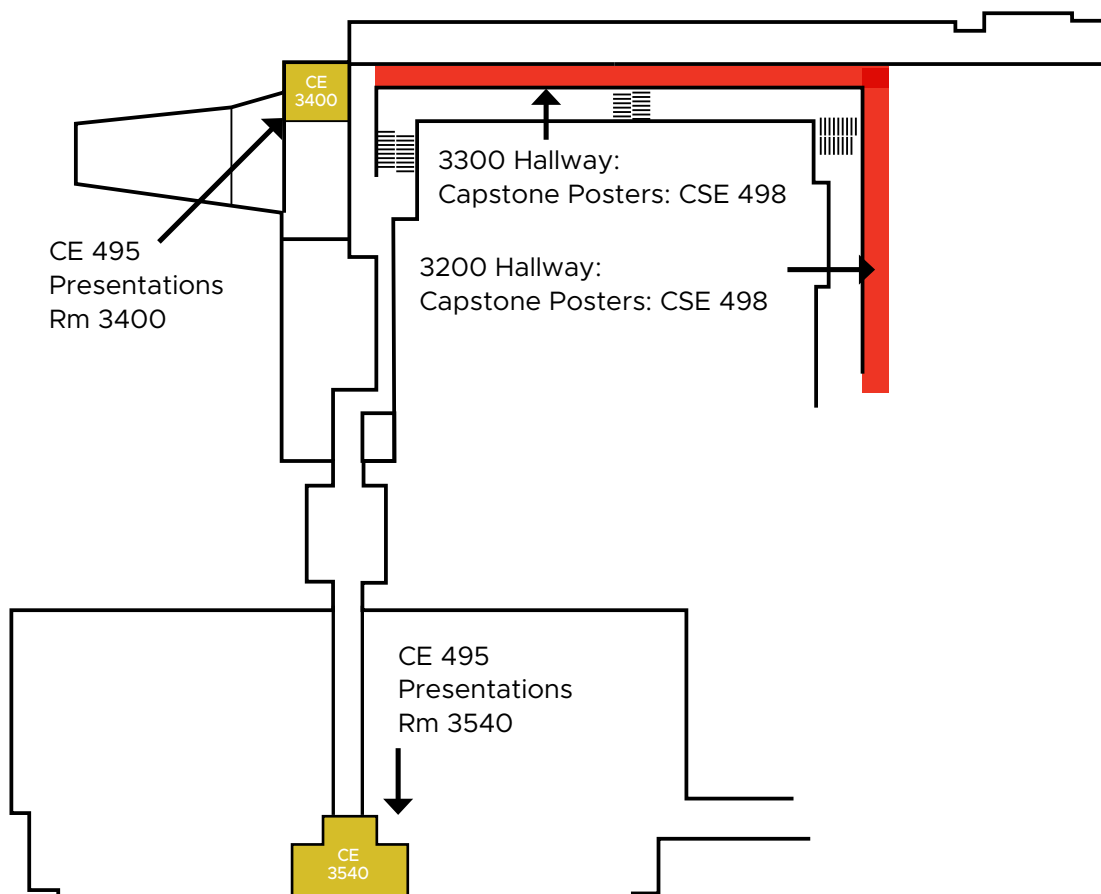 CE
3400
3300 Hallway:
Capstone Posters: CSE 498
CE 495
Presentations
Rm 3400
3200 Hallway:
Capstone Posters: CSE 498
CE 495
Presentations
Rm 3540
CE
3540